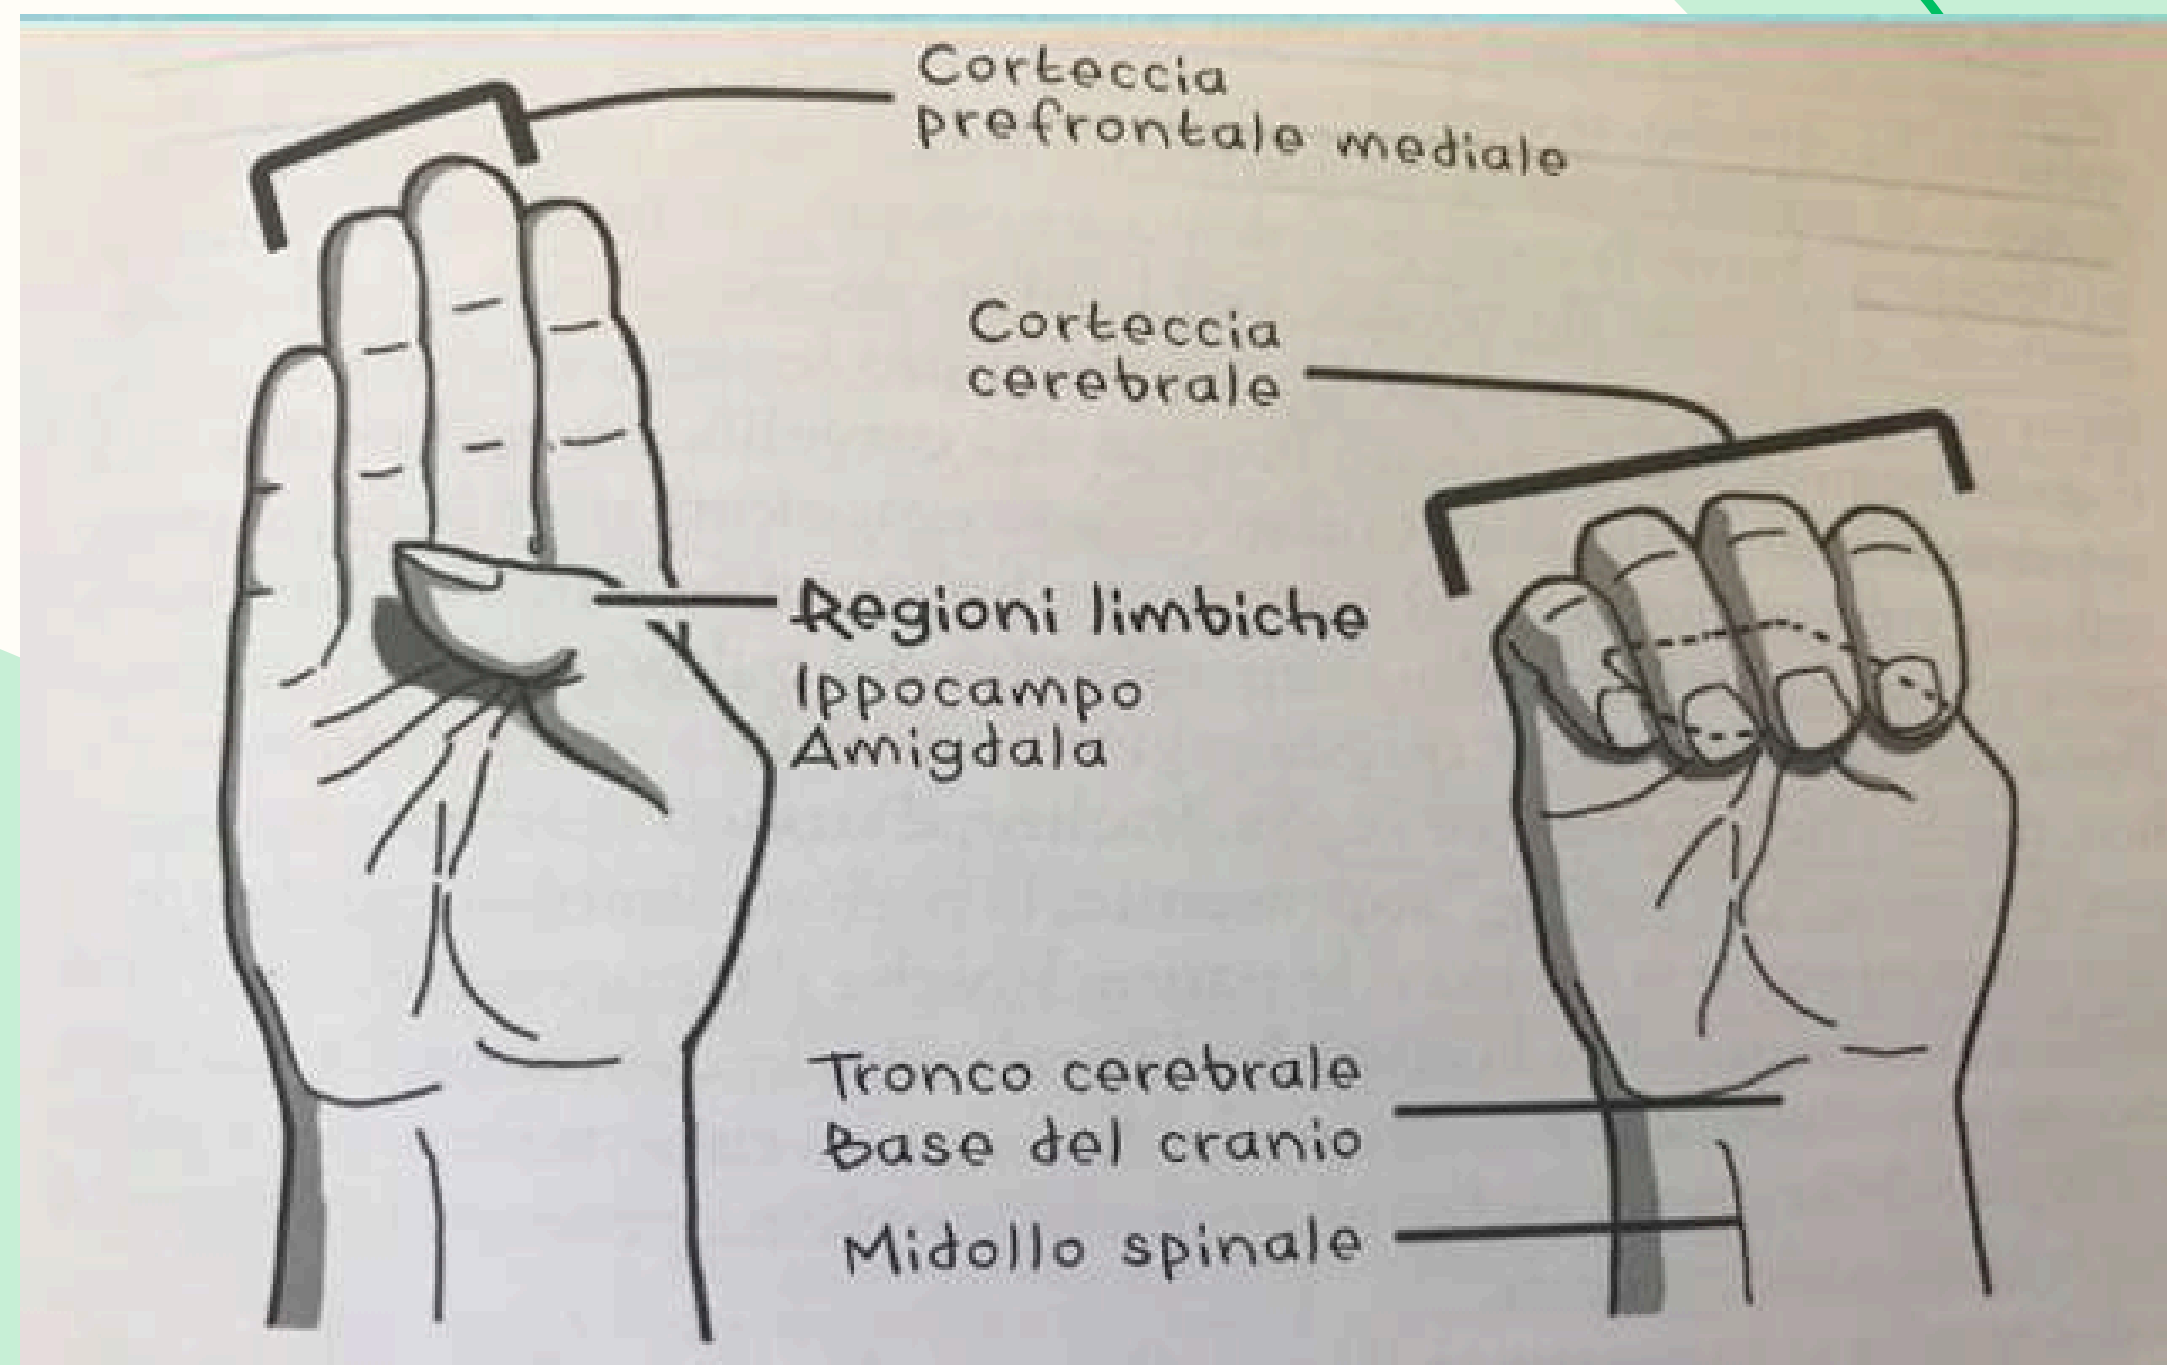 Corteccia
prefrontale mediale
Corteccia
cerebrale
Regioni limbiche
Ippocampo
Amigdala
Tronco cerebrale
Base del cranio
Midollo spinale